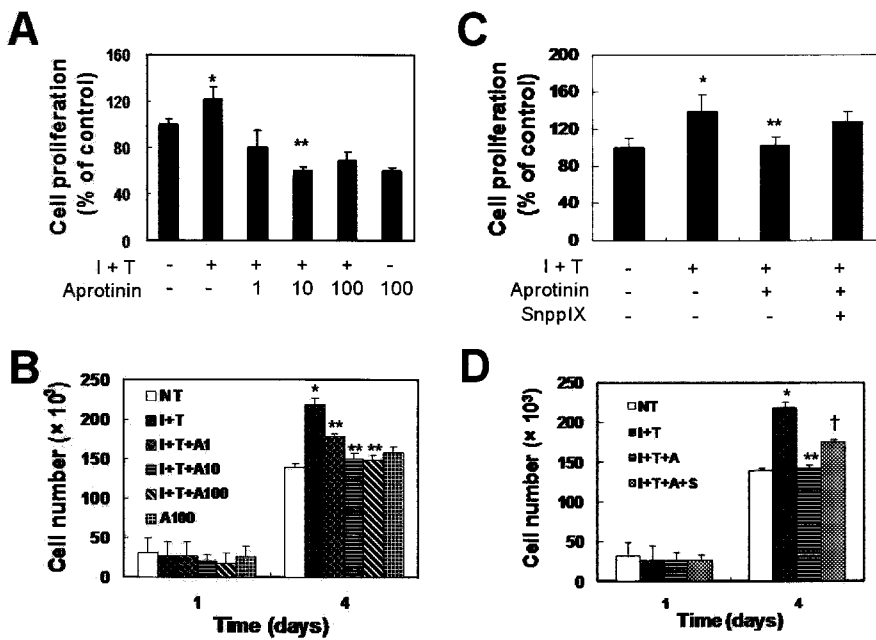 A
Cell proliferation
(% of control)
160
120
80
40
0
*
**
I + T - + + + + -
Aprotinin - - 1 10 100 100
C
Cell proliferation
(% of control)
200
160
120
80
40
0
*
**
I + T - + + +
Aprotinin - - + +
SnppIX - - - +
B
Cell number (× 10³)
250
200
150
100
50
0
NT
I+T
I+T+A1
I+T+A10
I+T+A100
A100
*
**
** **
1 4
Time (days)
D
Cell number (× 10³)
250
200
150
100
50
0
NT
I+T
I+T+A
I+T+A+S
*
**
†
1 4
Time (days)